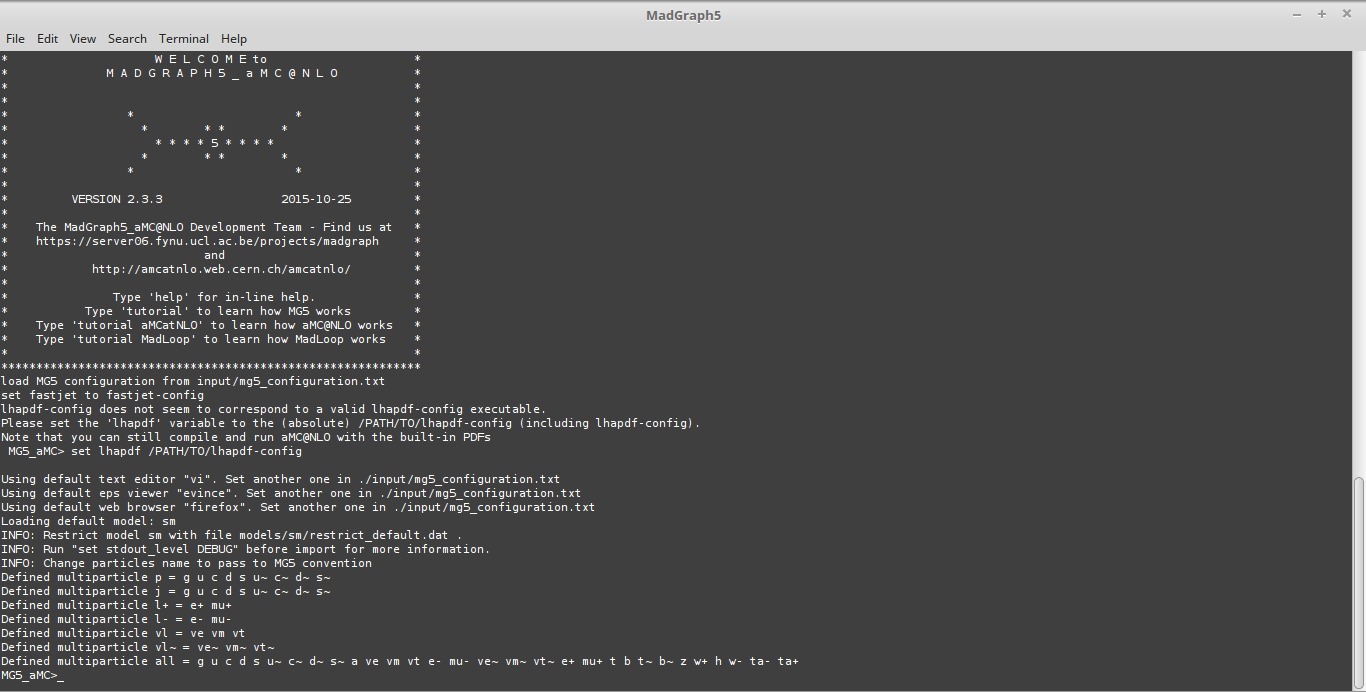 MadGraph5
File Edit View Search Terminal Help
* W E L C O M E to *
* M A D G R A P H 5 _ a M C @ N L O *
* *
* *
* * * *
* * * * * *
* * * * * 5 * * * * *
* * * * * *
* * * *
* *
* VERSION 2.3.3 2015-10-25 *
* *
* The MadGraph5_aMC@NLO Development Team - Find us at *
* https://server06.fynu.ucl.ac.be/projects/madgraph *
* and *
* http://amcatnlo.web.cern.ch/amcatnlo/ *
* *
* Type 'help' for in-line help. *
* Type 'tutorial' to learn how MG5 works *
* Type 'tutorial aMCatNLO' to learn how aMC@NLO works *
* Type 'tutorial MadLoop' to learn how MadLoop works *
* *
************************************************************
load MG5 configuration from input/mg5_configuration.txt
set fastjet to fastjet-config
lhapdf-config does not seem to correspond to a valid lhapdf-config executable.
Please set the 'lhapdf' variable to the (absolute) /PATH/TO/lhapdf-config (including lhapdf-config).
Note that you can still compile and run aMC@NLO with the built-in PDFs
MG5_aMC> set lhapdf /PATH/TO/lhapdf-config
Using default text editor "vi". Set another one in ./input/mg5_configuration.txt
Using default eps viewer "evince". Set another one in ./input/mg5_configuration.txt
Using default web browser "firefox". Set another one in ./input/mg5_configuration.txt
Loading default model: sm
INFO: Restrict model sm with file models/sm/restrict_default.dat .
INFO: Run "set stdout_level DEBUG" before import for more information.
INFO: Change particles name to pass to MG5 convention
Defined multiparticle p = g u c d s u~ c~ d~ s~
Defined multiparticle j = g u c d s u~ c~ d~ s~
Defined multiparticle l+ = e+ mu+
Defined multiparticle l- = e- mu-
Defined multiparticle vl = ve vm vt
Defined multiparticle vl~ = ve~ vm~ vt~
Defined multiparticle all = g u c d s u~ c~ d~ s~ a ve vm vt e- mu- ve~ vm~ vt~ e+ mu+ t b t~ b~ z w+ h w- ta- ta+
MG5_aMC>_